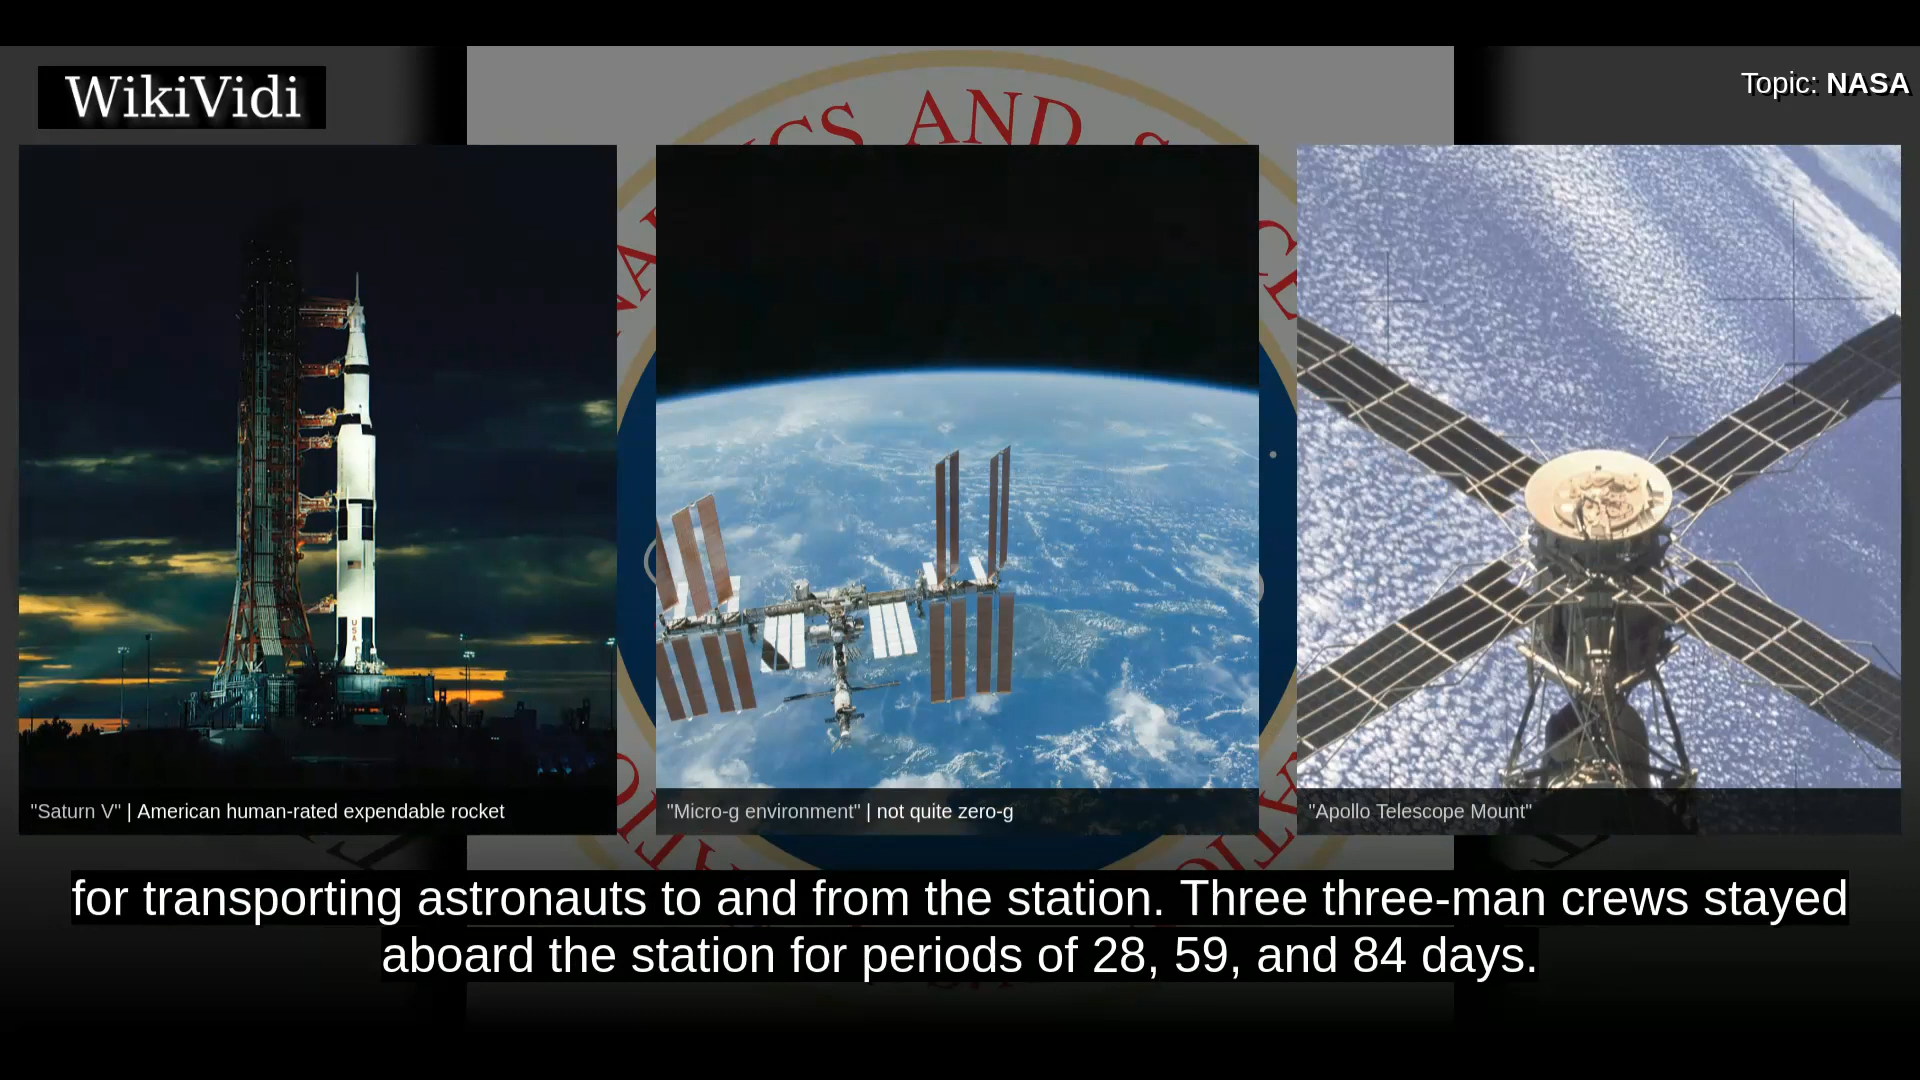 WikiVidi
Topic: NASA
ICS AND
"Saturn V" | American human-rated expendable rocket
"Micro-g environment" | not quite zero-g
"Apollo Telescope Mount"
for transporting astronauts to and from the station. Three three-man crews stayed
aboard the station for periods of 28, 59, and 84 days.